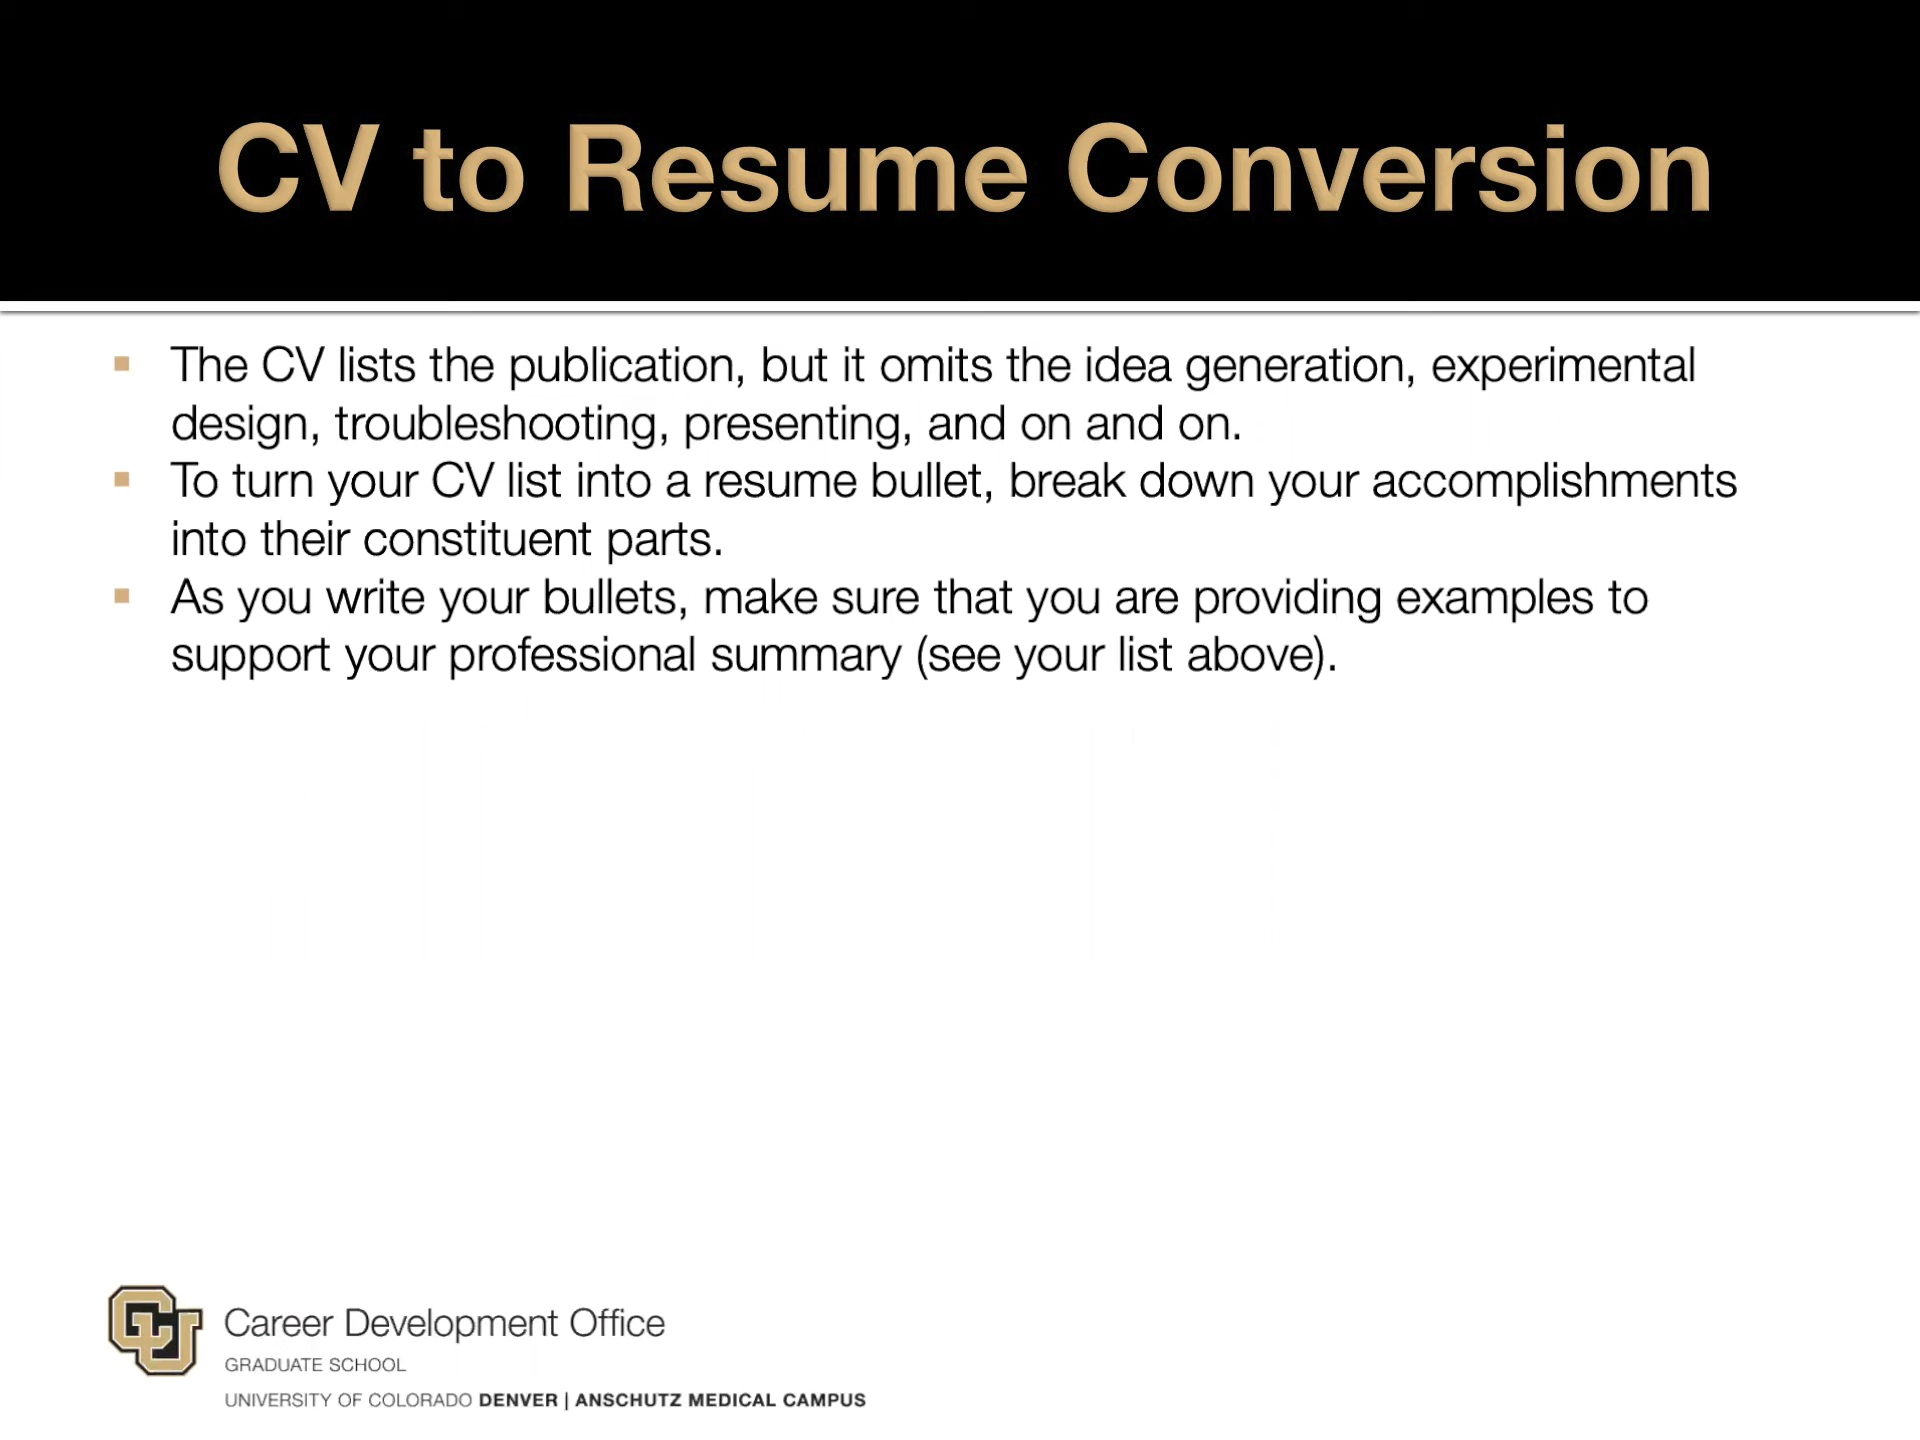 CV to Resume Conversion
The CV lists the publication, but it omits the idea generation, experimental
design, troubleshooting, presenting, and on and on.
To turn your CV list into a resume bullet, break down your accomplishments
into their constituent parts.
As you write your bullets, make sure that you are providing examples to
support your professional summary (see your list above).
CU
Career Development Office
GRADUATE SCHOOL
UNIVERSITY OF COLORADO DENVER | ANSCHUTZ MEDICAL CAMPUS